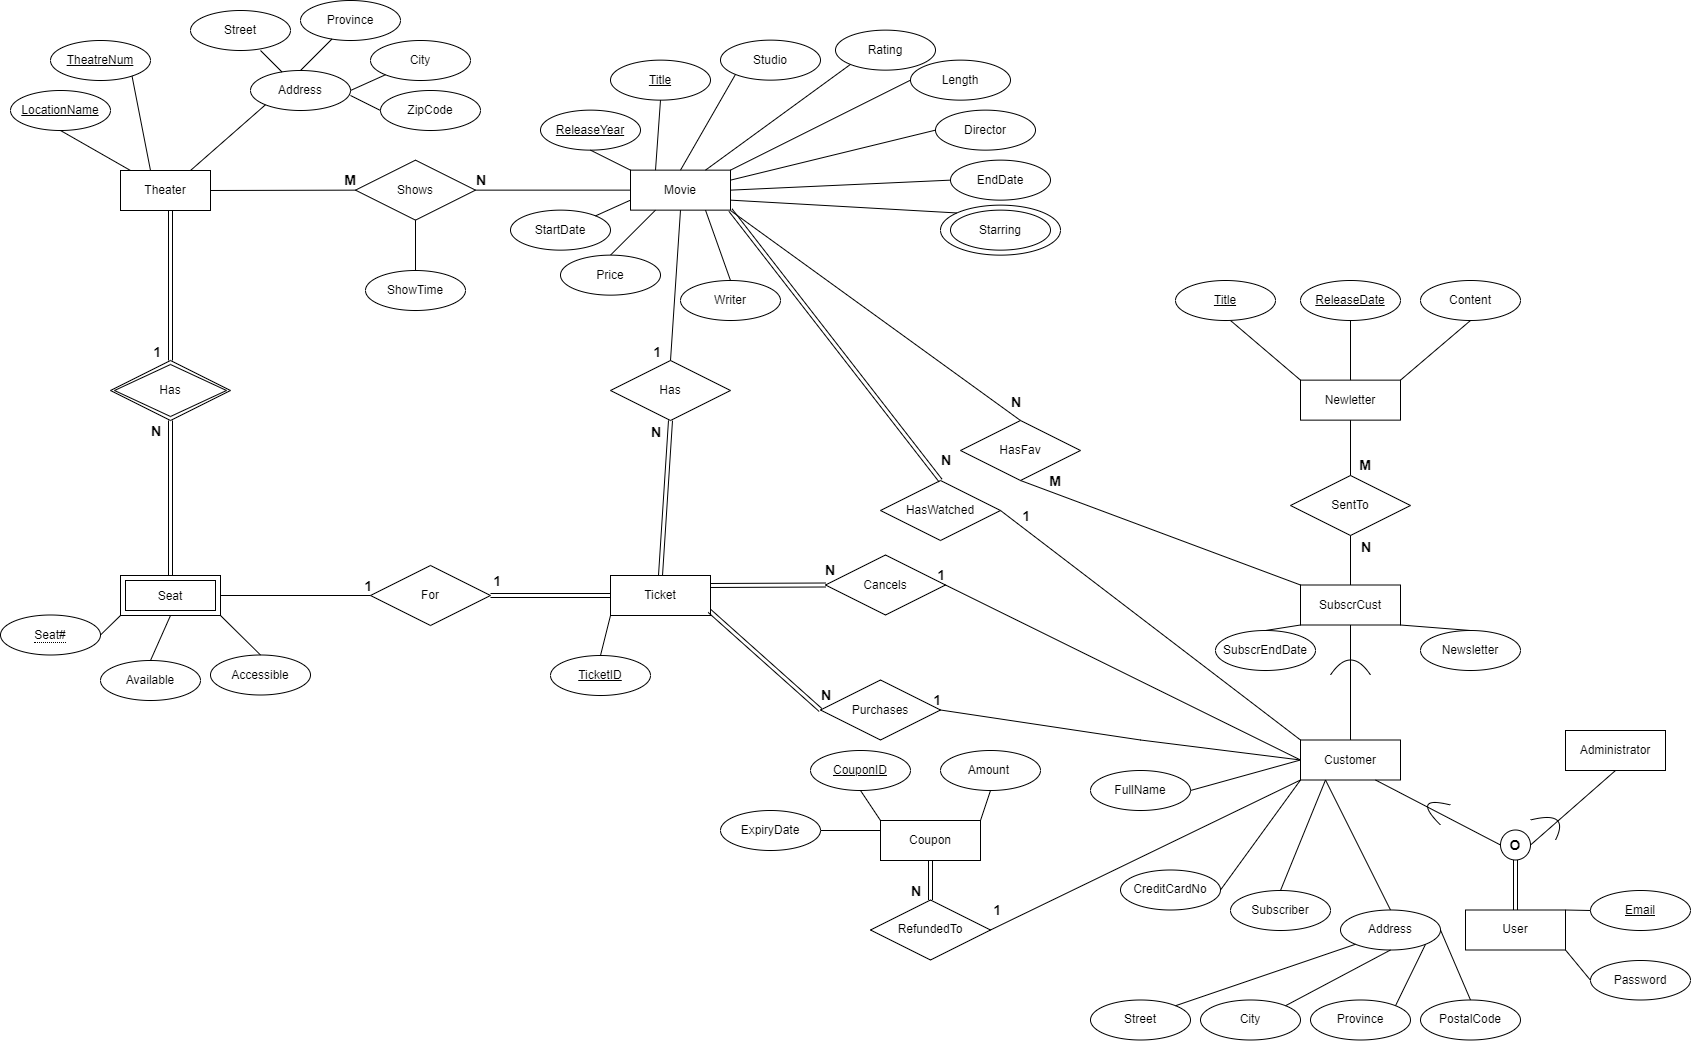 Province
Street
TheatreNum
City
Address
LocationName
ZipCode
Theater
M
Shows
N
ShowTime
Title
Studio
Rating
Length
ReleaseYear
Director
EndDate
Movie
Starring
StartDate
Price
Writer
1
Has
N
1
Has
N
N
HasFav
M
N
HasWatched
1
Title
ReleaseDate
Content
Newletter
M
SentTo
N
Seat
Seat#
Available
Accessible
1
For
1
Ticket
TicketID
N
Cancels
1
SubscrCust
SubscrEndDate
Newsletter
N
Purchases
1
Customer
Administrator
CouponID
Amount
FullName
ExpiryDate
Coupon
N
RefundedTo
1
CreditCardNo
Subscriber
Address
O
User
Email
Password
Street
City
Province
PostalCode